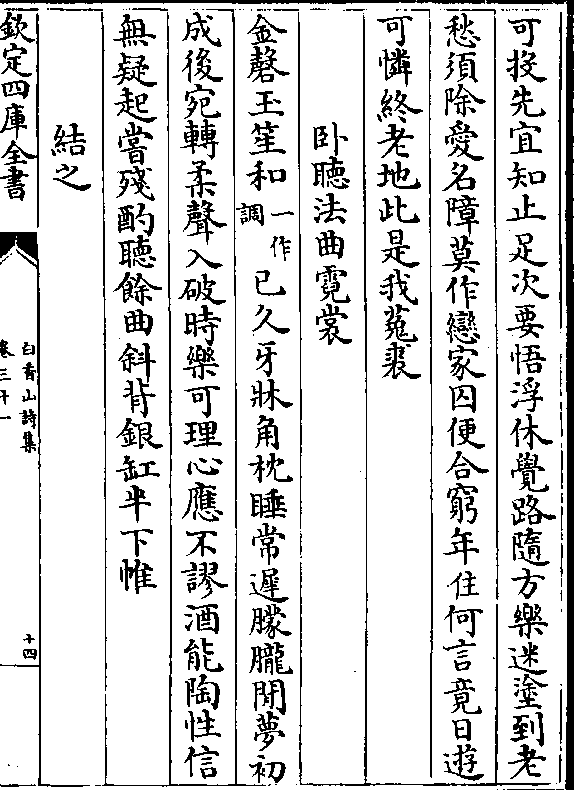 可投先宜知止足次要悟浮休覺路隨方樂迷塗到老
愁須除愛名障莫作戀家囚便合窮年住何言竟日遊
可憐終老地此是我菟裘
卧聽法曲霓裳
金磬玉笙和一作調已久牙牀角枕睡常遲朦朧閒夢初
成後宛轉柔聲入破時樂可理心應不謬酒能陶性信
無疑起嘗殘酌聽餘曲斜背銀缸半下帷
結之
欽定四庫全書
白香山詩集
卷三十一
十四